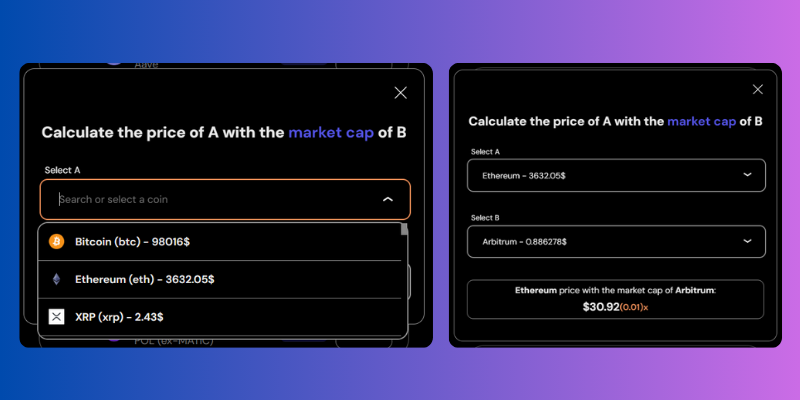 Aave
Calculate the price of A with the market cap of B
Select A
Search or select a coin
Bitcoin (btc) - 98016$
Ethereum (eth) - 3632.05$
XRP (xrp) - 2.43$
POL (ex-MATIC)
Calculate the price of A with the market cap of B
Select A
Ethereum - 3632.05$
Select B
Arbitrum - 0.886278$
Ethereum price with the market cap of Arbitrum:
$30.92(0.01)x